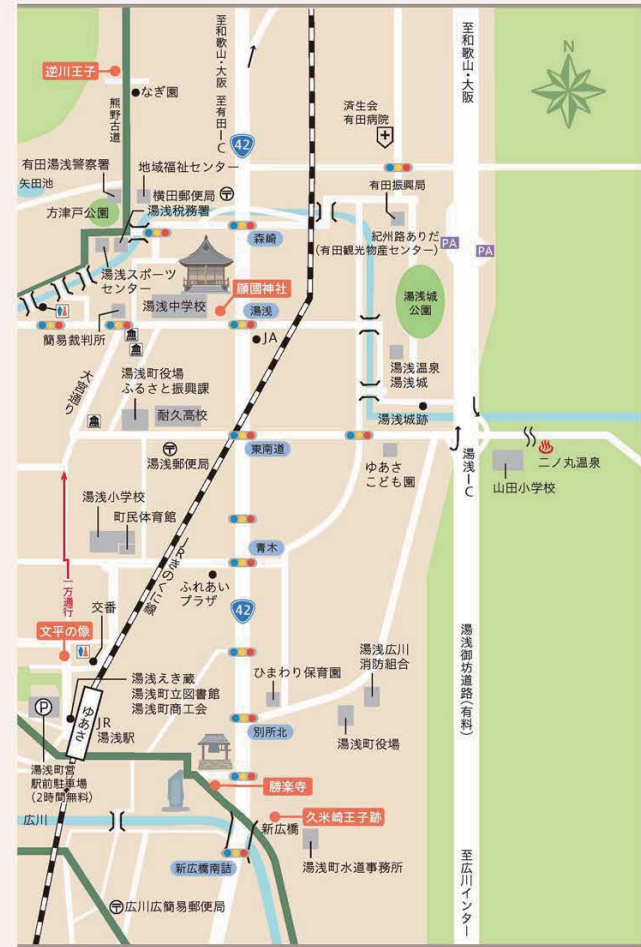 逆川王子
なぎ園
熊野古道
至和歌山・大阪 至有田IC
42
至和歌山・大阪
N
済生会
有田病院
有田湯浅警察署
地域福祉センター
矢田池
横田郵便局
湯浅税務署
方津戸公園
有田振興局
紀州路ありだ
(有田観光物産センター)
PA
PA
森崎
湯浅スポーツ
センター
湯浅中学校
顯國神社
湯浅
湯浅城
公園
簡易裁判所
JA
大宮通り
湯浅町役場
ふるさと振興課
耐久高校
湯浅温泉
湯浅城
湯浅城跡
湯浅郵便局
東南道
ゆあさ
こども園
湯浅IC
山田小学校
二ノ丸温泉
湯浅小学校
町民体育館
JRきのくに線
青木
一方通行
ふれあい
プラザ
42
文平の像
交番
湯浅広川
消防組合
湯浅御坊道路(有料)
ひまわり保育園
湯浅えき蔵
湯浅町立図書館
湯浅町商工会
P
ゆあさ
JR
湯浅駅
別所北
湯浅町役場
湯浅町営
駅前駐車場
(2時間無料)
勝楽寺
広川
新広橋
久米崎王子跡
新広橋南詰
湯浅町水道事務所
至広川インター
広川広簡易郵便局